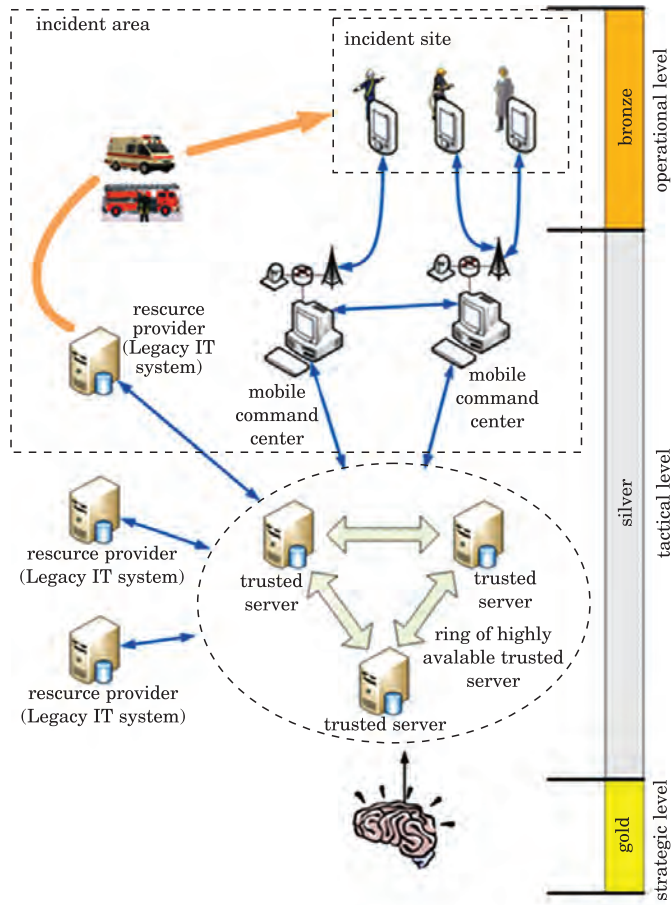 incident area
incident site
rescurce
provider
(Legacy IT
system)
mobile
command
center
mobile
command
center
rescurce provider
(Legacy IT system)
trusted
server
trusted
server
ring of highly
avalable trusted
server
rescurce provider
(Legacy IT system)
trusted server
bronze
operational level
silver
tactical level
gold
strategic level